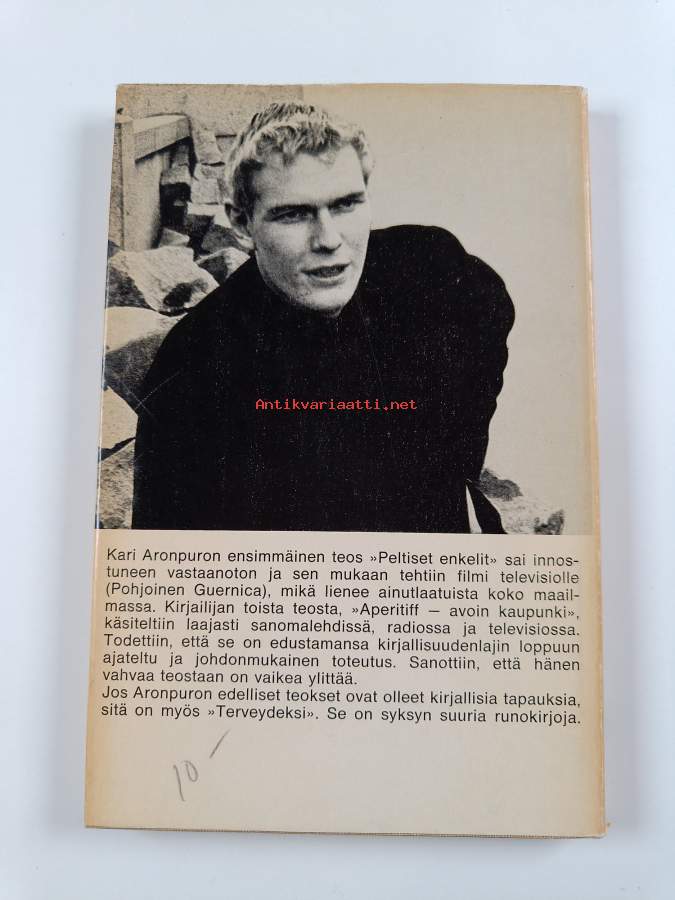 Antikvariaatti.net
Kari Aronpuron ensimmäinen teos »Peltiset enkelit» sai innos-
tuneen vastaanoton ja sen mukaan tehtiin filmi televisiolle
(Pohjoinen Guernica), mikä lienee ainutlaatuista koko maail-
massa. Kirjailijan toista teosta, »Aperitiff – avoin kaupunki»,
käsiteltiin laajasti sanomalehdissä, radiossa ja televisiossa.
Todettiin, että se on edustamansa kirjallisuudenlajin loppuun
ajateltu ja johdonmukainen toteutus. Sanottiin, että hänen
vahvaa teostaan on vaikea ylittää.
Jos Aronpuron edelliset teokset ovat olleet kirjallisia tapauksia,
sitä on myös »Terveydeksi». Se on syksyn suuria runokirjoja.
10 –